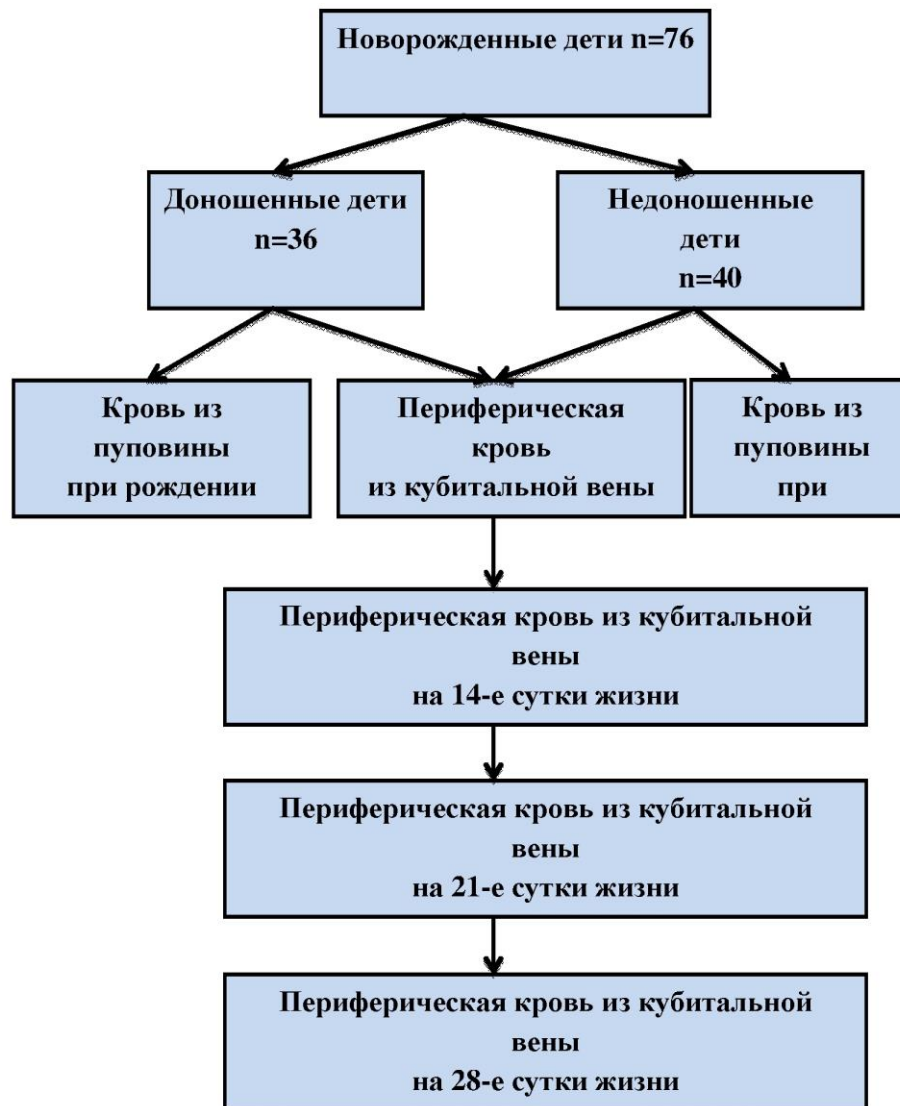 Новорожденные дети n=76
Доношенные дети
n=36
Недоношенные
дети
n=40
Кровь из
пуповины
при рождении
Периферическая
кровь
из кубитальной вены
Кровь из
пуповины
при
Периферическая кровь из кубитальной
вены
на 14-е сутки жизни
Периферическая кровь из кубитальной
вены
на 21-е сутки жизни
Периферическая кровь из кубитальной
вены
на 28-е сутки жизни